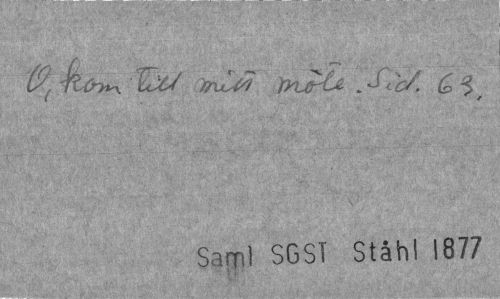 O, kom till mitt möte. Sid. 63.
Saml SGST Ståhl 1877